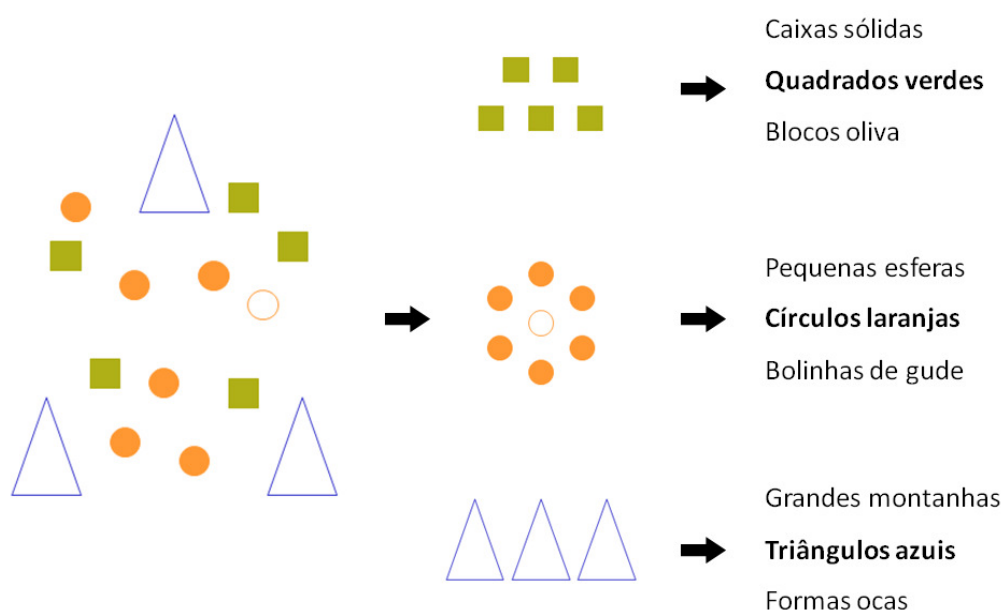 Caixas sólidas
Quadrados verdes
Blocos oliva
Pequenas esferas
Círculos laranjas
Bolinhas de gude
Grandes montanhas
Triângulos azuis
Formas ocas